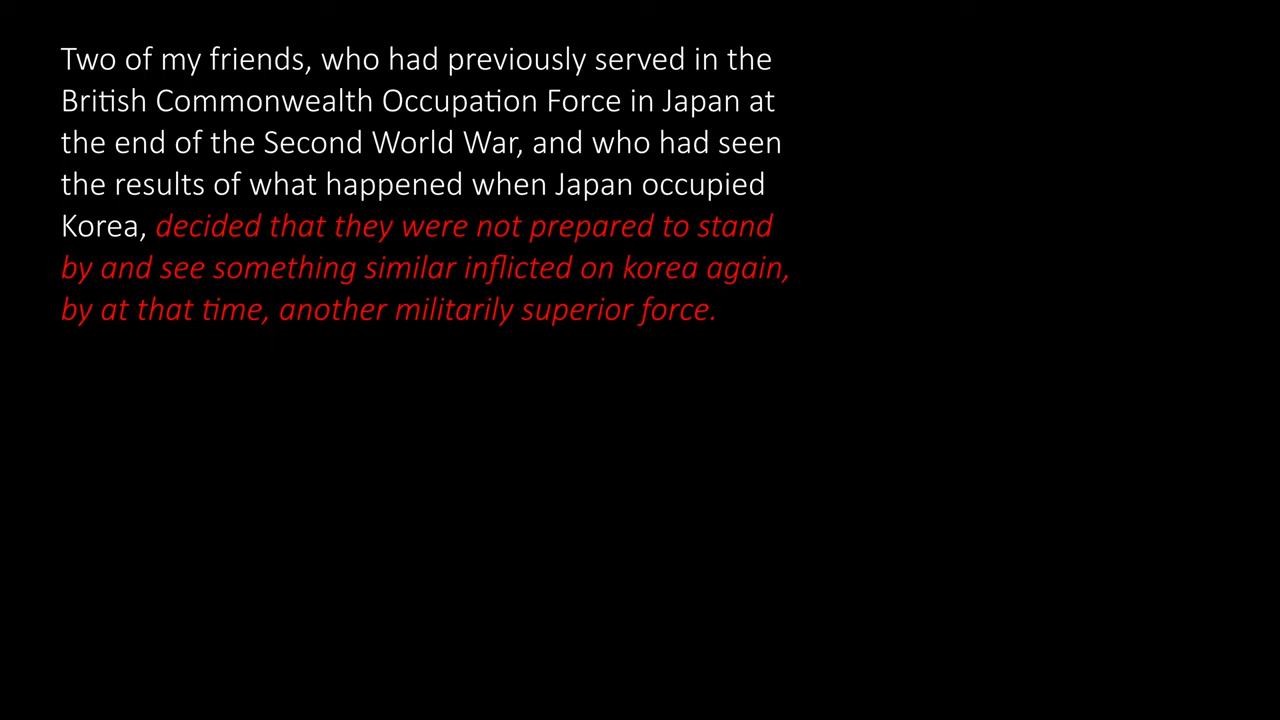 Two of my friends, who had previously served in the
British Commonwealth Occupation Force in Japan at
the end of the Second World War, and who had seen
the results of what happened when Japan occupied
Korea, decided that they were not prepared to stand
by and see something similar inflicted on korea again,
by at that time, another militarily superior force.